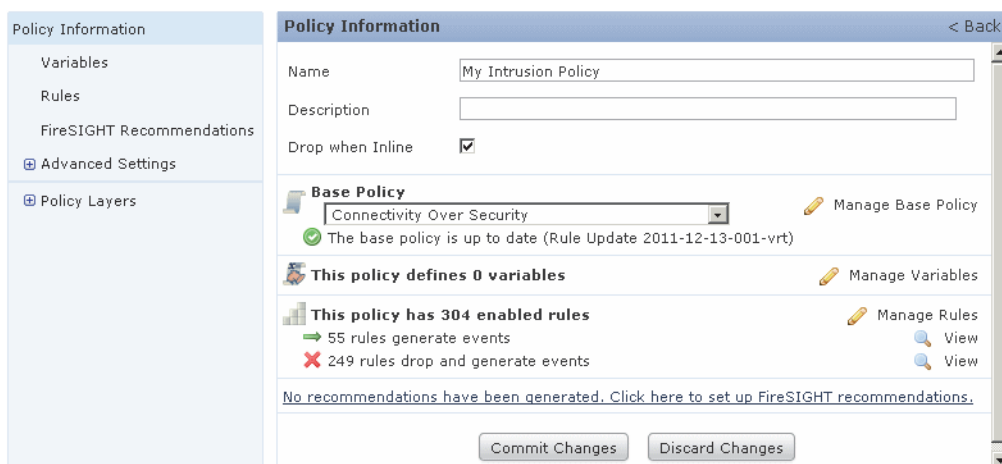 Policy Information
Variables
Rules
FireSIGHT Recommendations
Advanced Settings
Policy Layers
Policy Information < Back
Name My Intrusion Policy
Description
Drop when Inline
Base Policy
Connectivity Over Security Manage Base Policy
The base policy is up to date (Rule Update 2011-12-13-001-vrt)
This policy defines 0 variables Manage Variables
This policy has 304 enabled rules Manage Rules
55 rules generate events View
249 rules drop and generate events View
No recommendations have been generated. Click here to set up FireSIGHT recommendations.
Commit Changes Discard Changes